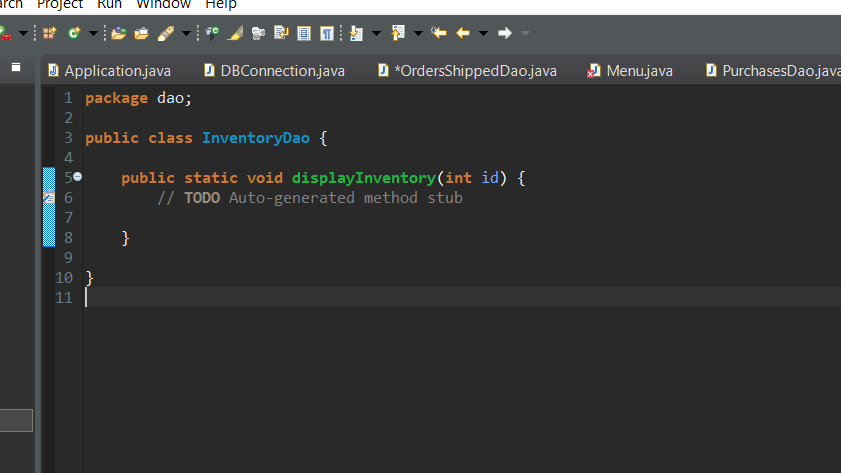 arch Project Run Window Help
Application.java DBConnection.java *OrdersShippedDao.java Menu.java PurchasesDao.java
1 package dao;
2
3 public class InventoryDao {
4
5 public static void displayInventory(int id) {
6 // TODO Auto-generated method stub
7
8 }
9
10 }
11